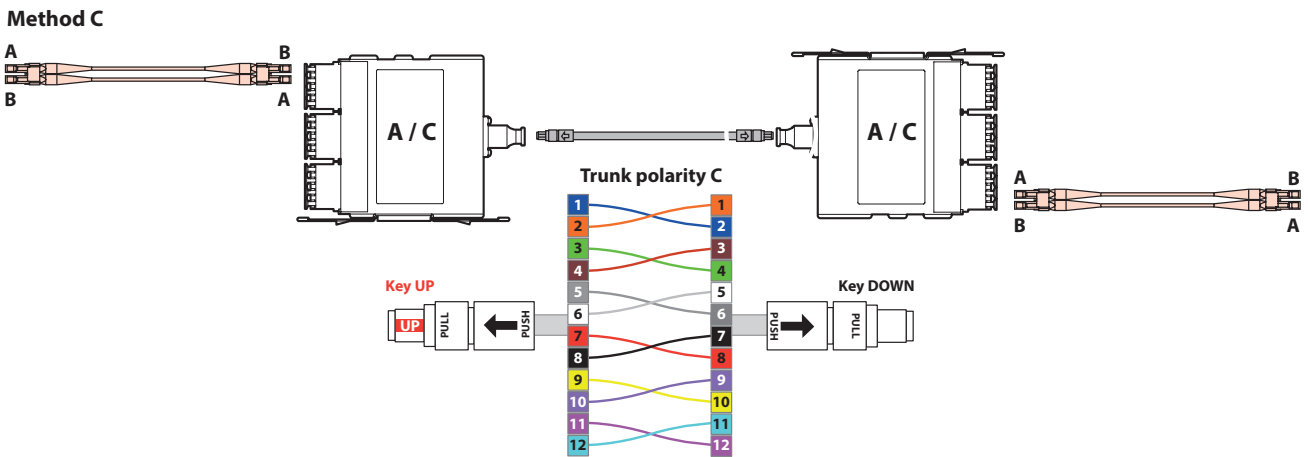 Method C
A B
B A
A / C
A / C
A B
B A
Trunk polarity C
1 1
2 2
3 3
4 4
5 5
6 6
7 7
8 8
9 9
10 10
11 11
12 12
Key UP
UP
PULL
PUSH
Key DOWN
PUSH
PULL